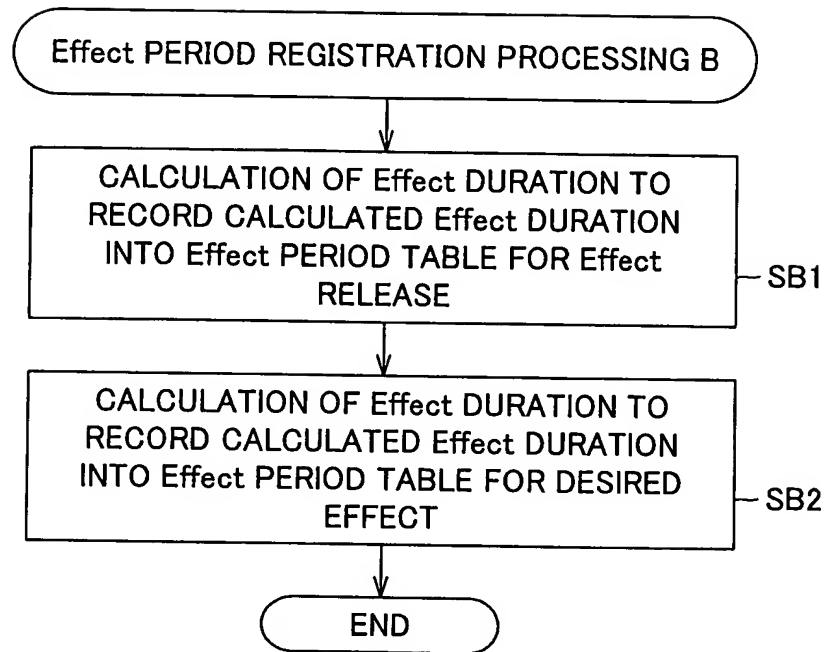 Effect PERIOD REGISTRATION PROCESSING B
CALCULATION OF Effect DURATION TO
RECORD CALCULATED Effect DURATION
INTO Effect PERIOD TABLE FOR Effect
RELEASE
SB1
CALCULATION OF Effect DURATION TO
RECORD CALCULATED Effect DURATION
INTO Effect PERIOD TABLE FOR DESIRED
EFFECT
SB2
END